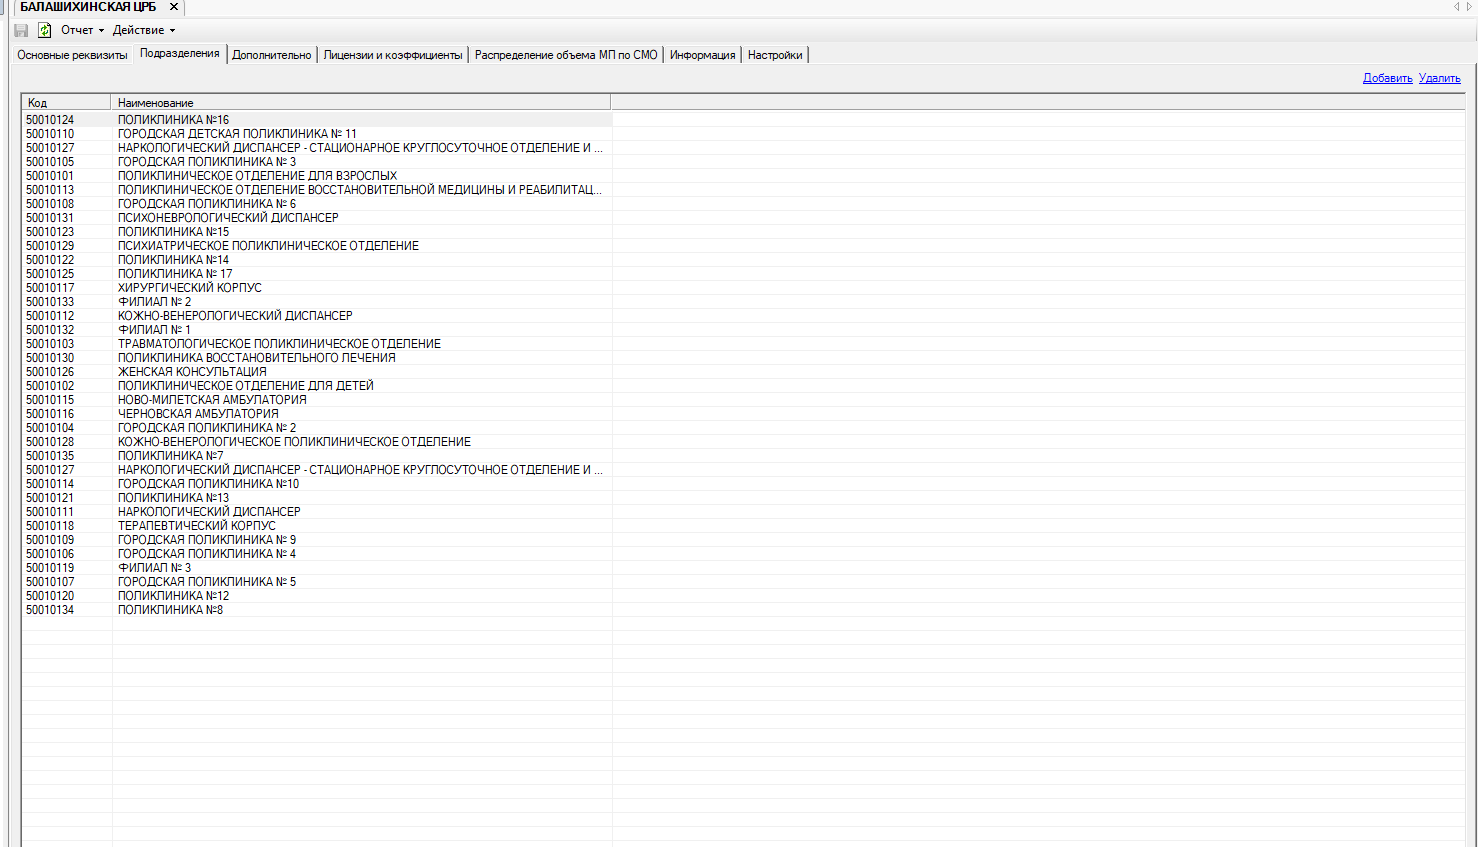 БАЛАШИХИНСКАЯ ЦРБ
Отчет Действие
Основные реквизиты Подразделения Дополнительно Лицензии и коэффициенты Распределение объема МП по СМО Информация Настройки
Добавить Удалить
Код Наименование
50010124 ПОЛИКЛИНИКА №16
50010110 ГОРОДСКАЯ ДЕТСКАЯ ПОЛИКЛИНИКА № 11
50010127 НАРКОЛОГИЧЕСКИЙ ДИСПАНСЕР - СТАЦИОНАРНОЕ КРУГЛОСУТОЧНОЕ ОТДЕЛЕНИЕ И ...
50010105 ГОРОДСКАЯ ПОЛИКЛИНИКА № 3
50010101 ПОЛИКЛИНИЧЕСКОЕ ОТДЕЛЕНИЕ ДЛЯ ВЗРОСЛЫХ
50010113 ПОЛИКЛИНИЧЕСКОЕ ОТДЕЛЕНИЕ ВОССТАНОВИТЕЛЬНОЙ МЕДИЦИНЫ И РЕАБИЛИТАЦ...
50010108 ГОРОДСКАЯ ПОЛИКЛИНИКА № 6
50010131 ПСИХОНЕВРОЛОГИЧЕСКИЙ ДИСПАНСЕР
50010123 ПОЛИКЛИНИКА №15
50010129 ПСИХИАТРИЧЕСКОЕ ПОЛИКЛИНИЧЕСКОЕ ОТДЕЛЕНИЕ
50010122 ПОЛИКЛИНИКА №14
50010125 ПОЛИКЛИНИКА № 17
50010117 ХИРУРГИЧЕСКИЙ КОРПУС
50010133 ФИЛИАЛ № 2
50010112 КОЖНО-ВЕНЕРОЛОГИЧЕСКИЙ ДИСПАНСЕР
50010132 ФИЛИАЛ № 1
50010103 ТРАВМАТОЛОГИЧЕСКОЕ ПОЛИКЛИНИЧЕСКОЕ ОТДЕЛЕНИЕ
50010130 ПОЛИКЛИНИКА ВОССТАНОВИТЕЛЬНОГО ЛЕЧЕНИЯ
50010126 ЖЕНСКАЯ КОНСУЛЬТАЦИЯ
50010102 ПОЛИКЛИНИЧЕСКОЕ ОТДЕЛЕНИЕ ДЛЯ ДЕТЕЙ
50010115 НОВО-МИЛЕТСКАЯ АМБУЛАТОРИЯ
50010116 ЧЕРНОВСКАЯ АМБУЛАТОРИЯ
50010104 ГОРОДСКАЯ ПОЛИКЛИНИКА № 2
50010128 КОЖНО-ВЕНЕРОЛОГИЧЕСКОЕ ПОЛИКЛИНИЧЕСКОЕ ОТДЕЛЕНИЕ
50010135 ПОЛИКЛИНИКА №7
50010127 НАРКОЛОГИЧЕСКИЙ ДИСПАНСЕР - СТАЦИОНАРНОЕ КРУГЛОСУТОЧНОЕ ОТДЕЛЕНИЕ И ...
50010114 ГОРОДСКАЯ ПОЛИКЛИНИКА №10
50010121 ПОЛИКЛИНИКА №13
50010111 НАРКОЛОГИЧЕСКИЙ ДИСПАНСЕР
50010118 ТЕРАПЕВТИЧЕСКИЙ КОРПУС
50010109 ГОРОДСКАЯ ПОЛИКЛИНИКА № 9
50010106 ГОРОДСКАЯ ПОЛИКЛИНИКА № 4
50010119 ФИЛИАЛ № 3
50010107 ГОРОДСКАЯ ПОЛИКЛИНИКА № 5
50010120 ПОЛИКЛИНИКА №12
50010134 ПОЛИКЛИНИКА №8